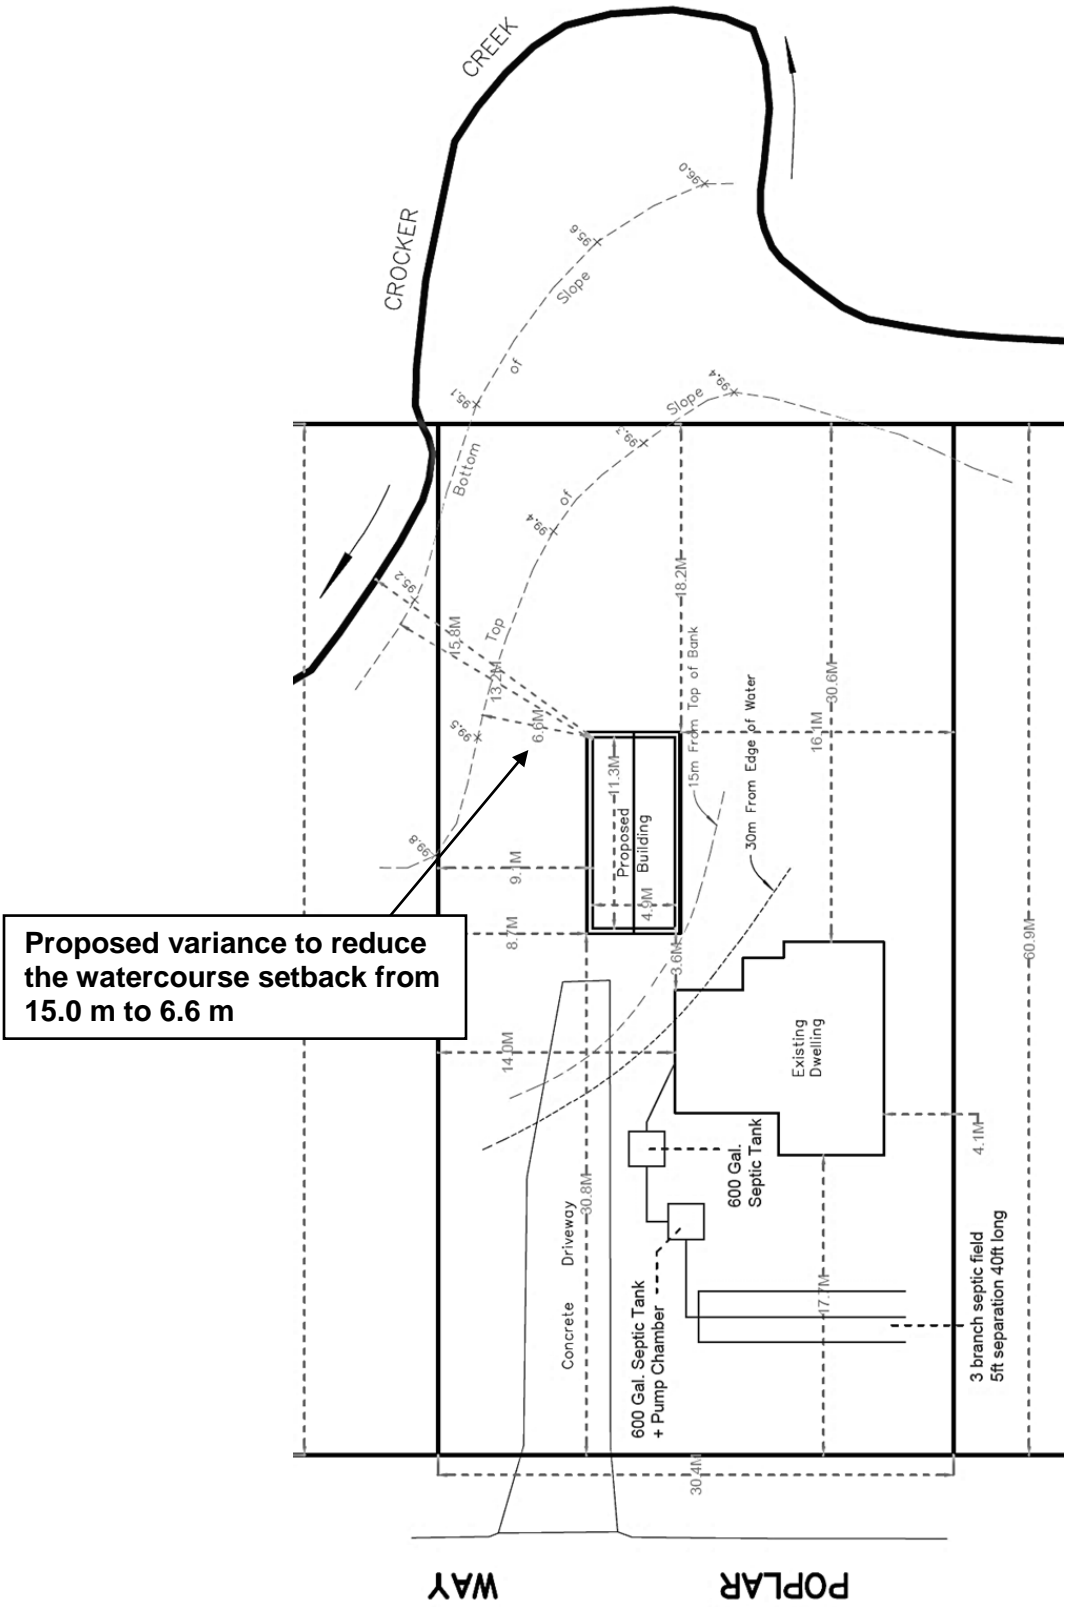 CREEK
CROCKER
96.0
95.6
Slope
of
95.1
Bottom
95.2
99.4
Slope
99.3
of
99.4
Top
99.5
99.8
18.2M
15.8M
13.2M
6.6M
30.6M
16.1M
15m From Top of Bank
30m From Edge of Water
11.3M
Proposed
Building
4.9M
9.1M
8.7M
3.6M
60.9M
Proposed variance to reduce
the watercourse setback from
15.0 m to 6.6 m
14.0M
Existing
Dwelling
4.1M
600 Gal.
Septic Tank
30.8M
Concrete Driveway
600 Gal. Septic Tank
+ Pump Chamber
17.7M
3 branch septic field
5ft separation 40ft long
30.4M
POPLAR WAY